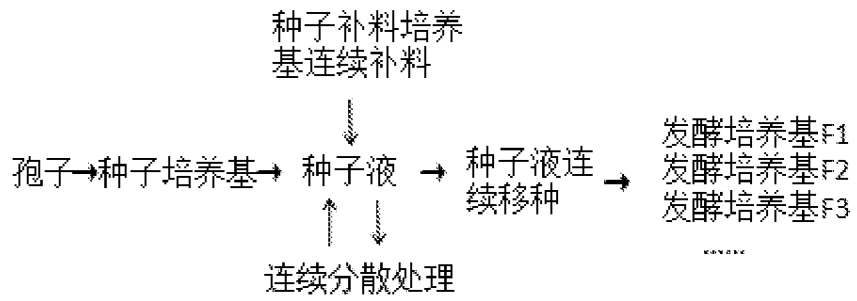 种子补料培养
基连续补料
孢子→种子培养基→ 种子液 → 种子液连
续移种 →
发酵培养基F1
发酵培养基F2
发酵培养基F3
……
连续分散处理